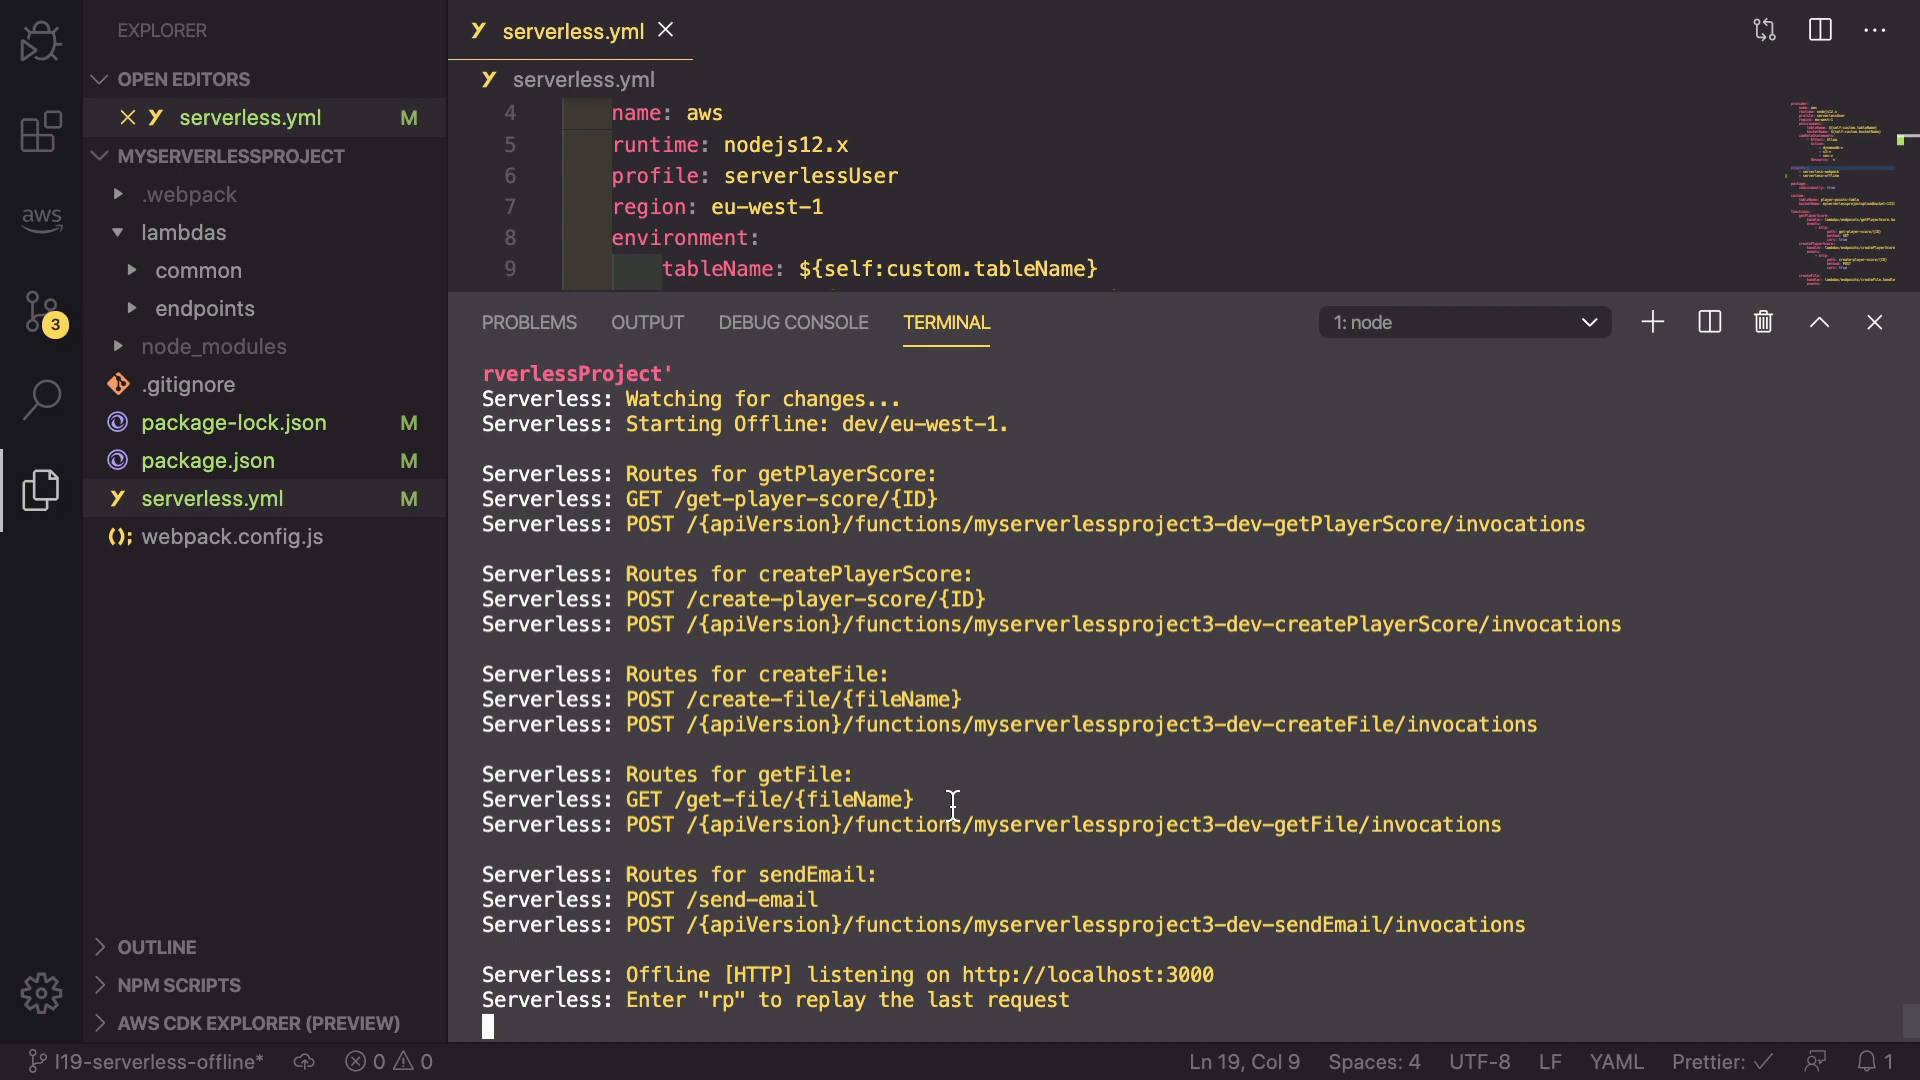 EXPLORER
OPEN EDITORS
serverless.yml M
MYSERVERLESSPROJECT
.webpack
lambdas
common
endpoints
node_modules
.gitignore
package-lock.json M
package.json M
serverless.yml M
webpack.config.js
OUTLINE
NPM SCRIPTS
AWS CDK EXPLORER (PREVIEW)
aws
3
serverless.yml
serverless.yml
4 name: aws
5 runtime: nodejs12.x
6 profile: serverlessUser
7 region: eu-west-1
8 environment:
9 tableName: ${self:custom.tableName}
PROBLEMS OUTPUT DEBUG CONSOLE TERMINAL 1: node
rverlessProject'
Serverless: Watching for changes...
Serverless: Starting Offline: dev/eu-west-1.
Serverless: Routes for getPlayerScore:
Serverless: GET /get-player-score/{ID}
Serverless: POST /{apiVersion}/functions/myserverlessproject3-dev-getPlayerScore/invocations
Serverless: Routes for createPlayerScore:
Serverless: POST /create-player-score/{ID}
Serverless: POST /{apiVersion}/functions/myserverlessproject3-dev-createPlayerScore/invocations
Serverless: Routes for createFile:
Serverless: POST /create-file/{fileName}
Serverless: POST /{apiVersion}/functions/myserverlessproject3-dev-createFile/invocations
Serverless: Routes for getFile:
Serverless: GET /get-file/{fileName}
Serverless: POST /{apiVersion}/functions/myserverlessproject3-dev-getFile/invocations
Serverless: Routes for sendEmail:
Serverless: POST /send-email
Serverless: POST /{apiVersion}/functions/myserverlessproject3-dev-sendEmail/invocations
Serverless: Offline [HTTP] listening on http://localhost:3000
Serverless: Enter "rp" to replay the last request
l19-serverless-offline* 0 0 Ln 19, Col 9 Spaces: 4 UTF-8 LF YAML Prettier: ✓ 1